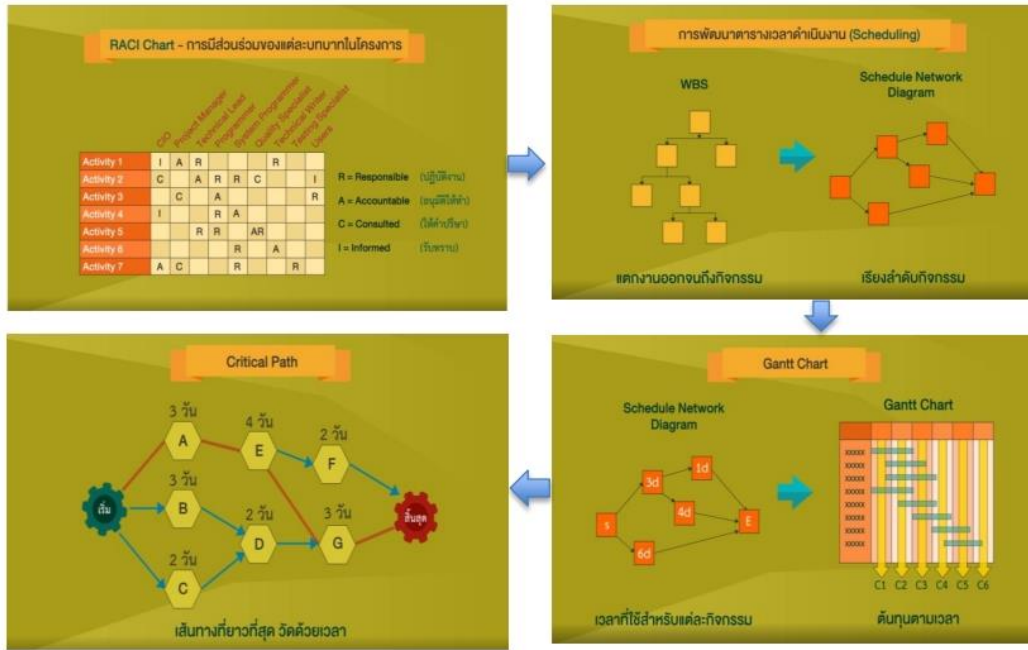 RACI Chart - การมีส่วนร่วมของแต่ละบทบาทในโครงการ
CIO
Project Manager
Technical Lead
Programmer
System Programmer
Quality Specialist
Technical Writer
Testing Specialist
Users
Activity 1 I A R R
Activity 2 C A R R C I
Activity 3 C A R
Activity 4 I R A
Activity 5 R R AR
Activity 6 R A
Activity 7 A C R R
R = Responsible (ปฏิบัติงาน)
A = Accountable (อนุมัติให้ทำ)
C = Consulted (ให้คำปรึษา)
I = Informed (รับทราบ)
การพัฒนาตารางเวลาดำเนินงาน (Scheduling)
WBS
Schedule Network
Diagram
แตกงานออกจนถึงกิจกรรม
เรียงลำดับกิจกรรม
Critical Path
3 วัน
A
4 วัน
E
2 วัน
F
เริ่ม
3 วัน
B
2 วัน
D
3 วัน
G
สิ้นสุด
2 วัน
C
เส้นทางที่ยาวที่สุด วัดด้วยเวลา
Gantt Chart
Schedule Network
Diagram
1d
3d
4d
s
E
6d
เวลาที่ใช้สำหรับแต่ละกิจกรรม
Gantt Chart
xxxxx
xxxxx
xxxxx
xxxxx
xxxxx
xxxxx
xxxxx
xxxxx
C1 C2 C3 C4 C5 C6
ต้นทุนตามเวลา